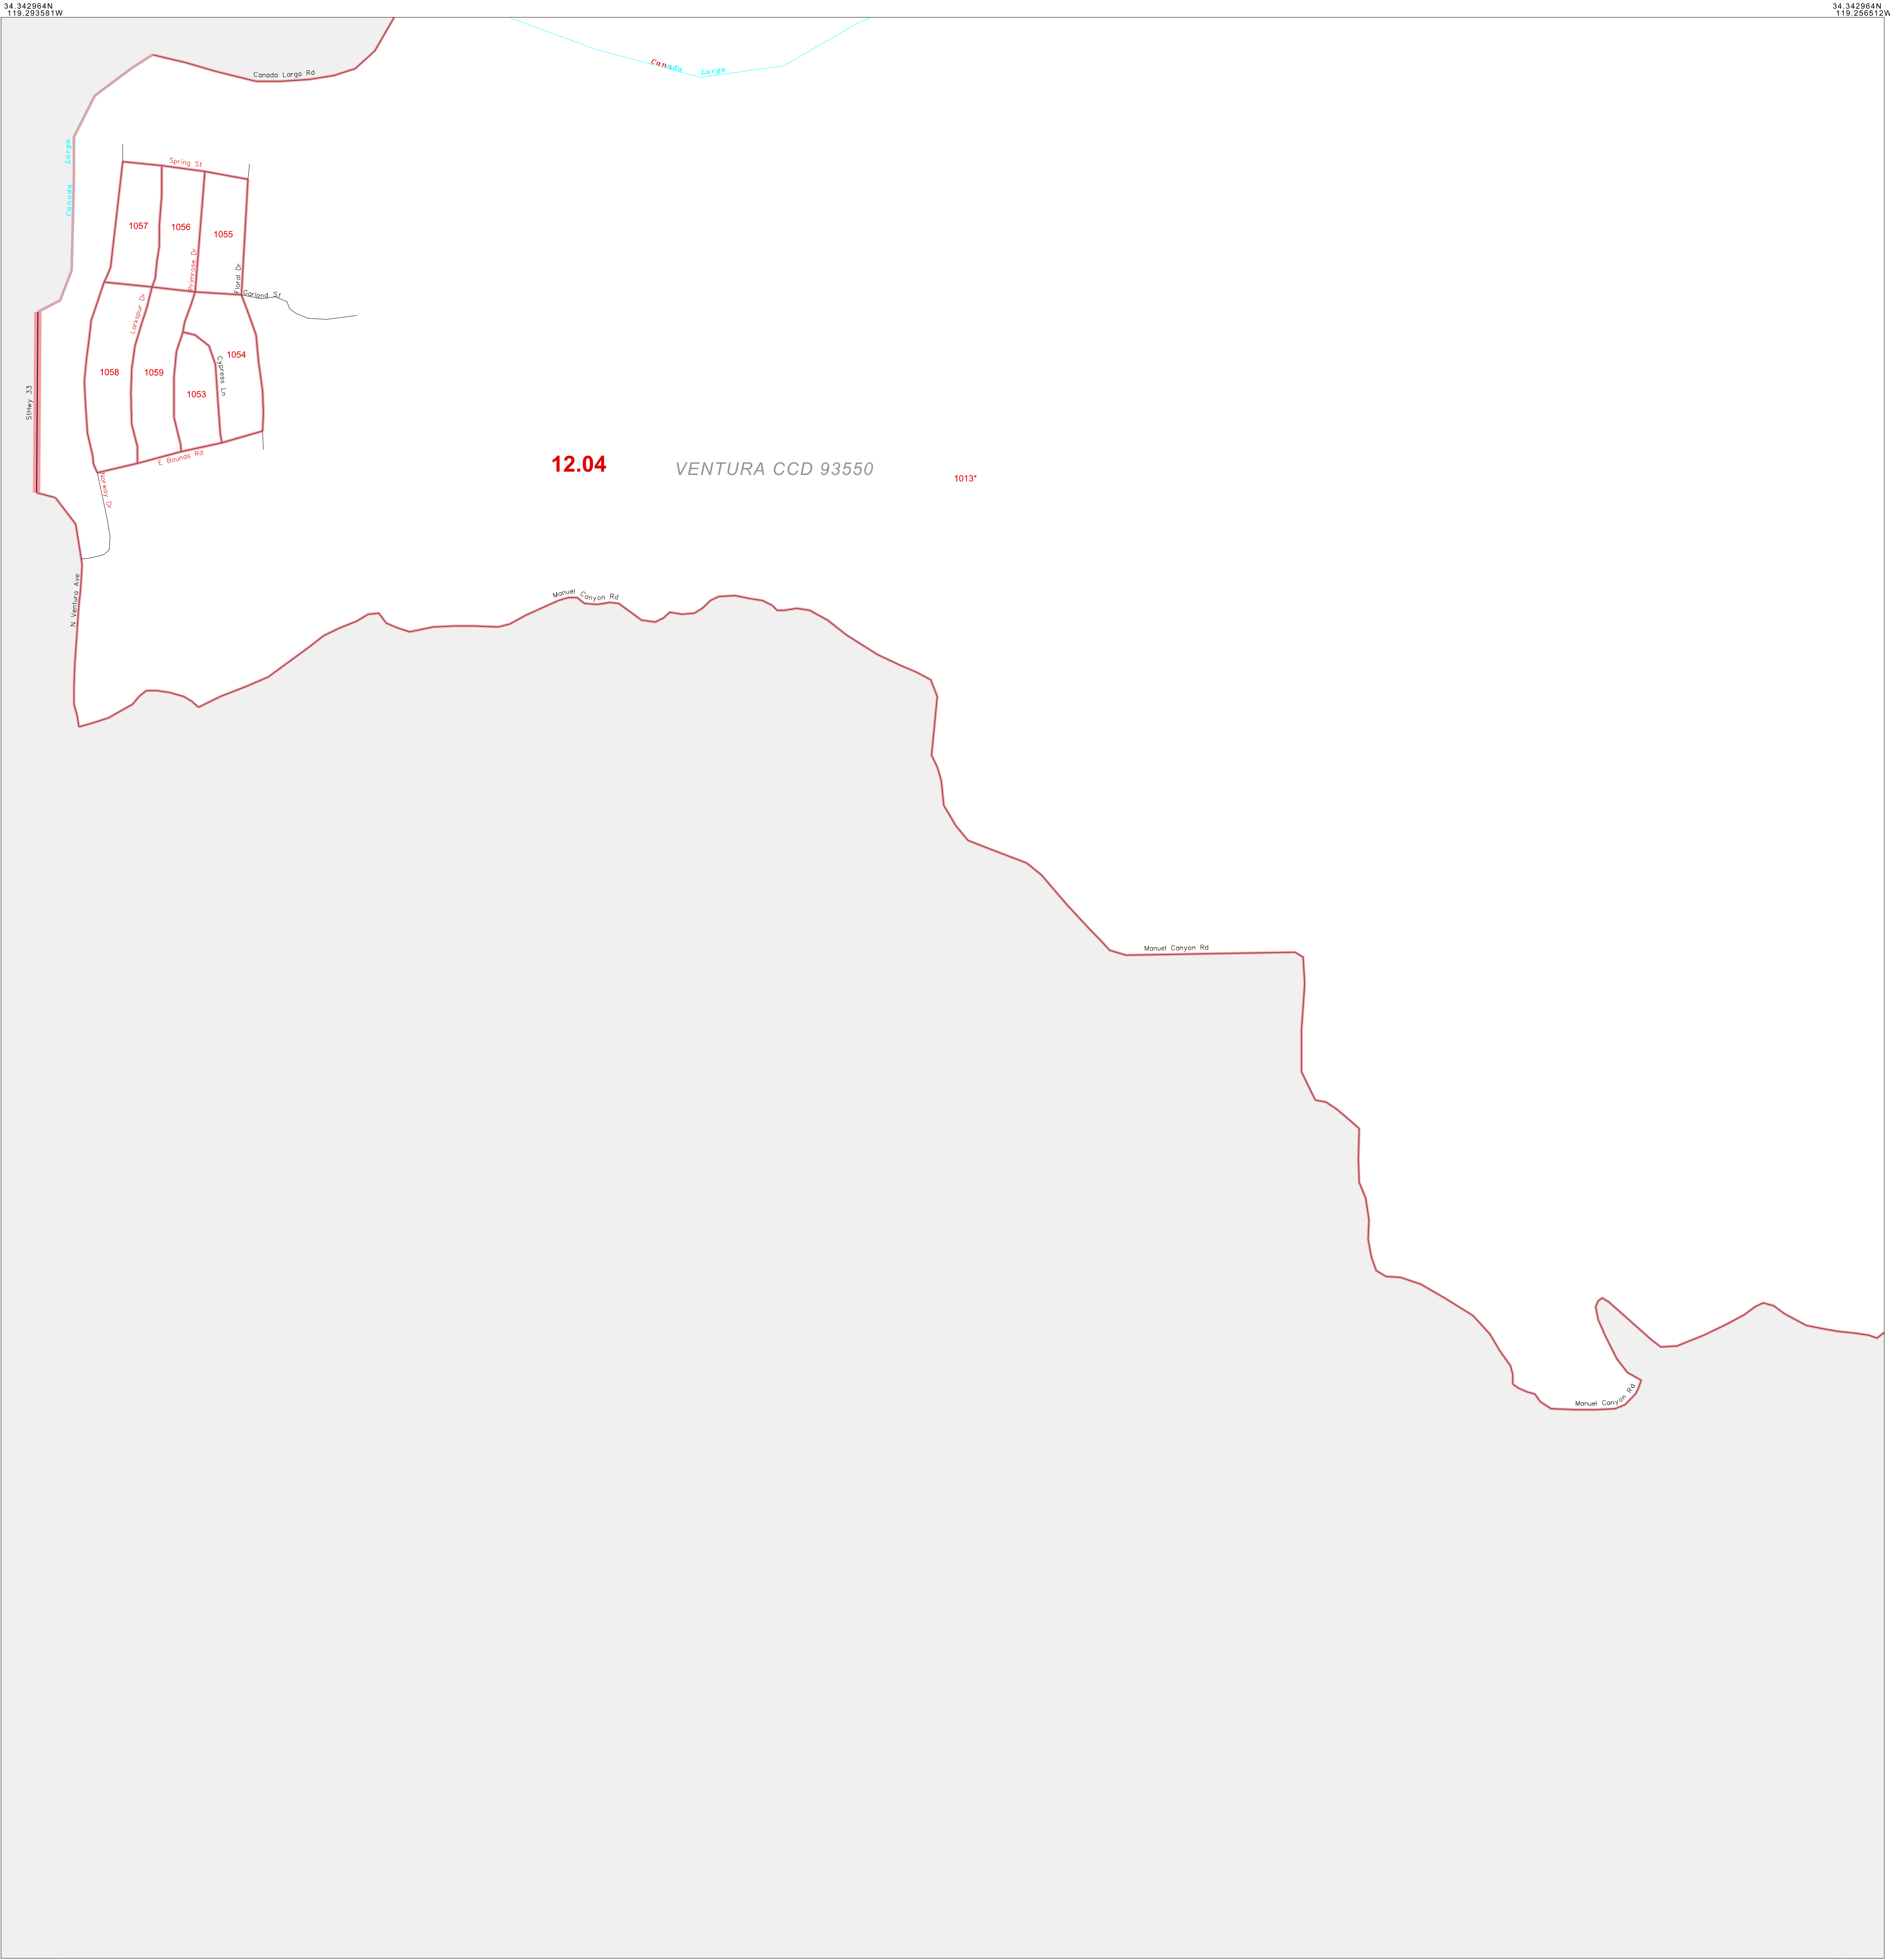 34.342964N
119.293581W
34.342964N
119.256512W
Canada Larga Rd
Canada Larga
Canada Larga
Spring St
1057
1056
1055
Primrose Dr
Floral Dr
Garland St
Larkspur Dr
1054
Cypress Ln
1058
1059
1053
StHwy 33
E Bounds Rd
Norway Dr
12.04
VENTURA CCD 93550
1013*
N Ventura Ave
Manuel Canyon Rd
Manuel Canyon Rd
Manuel Canyon Rd